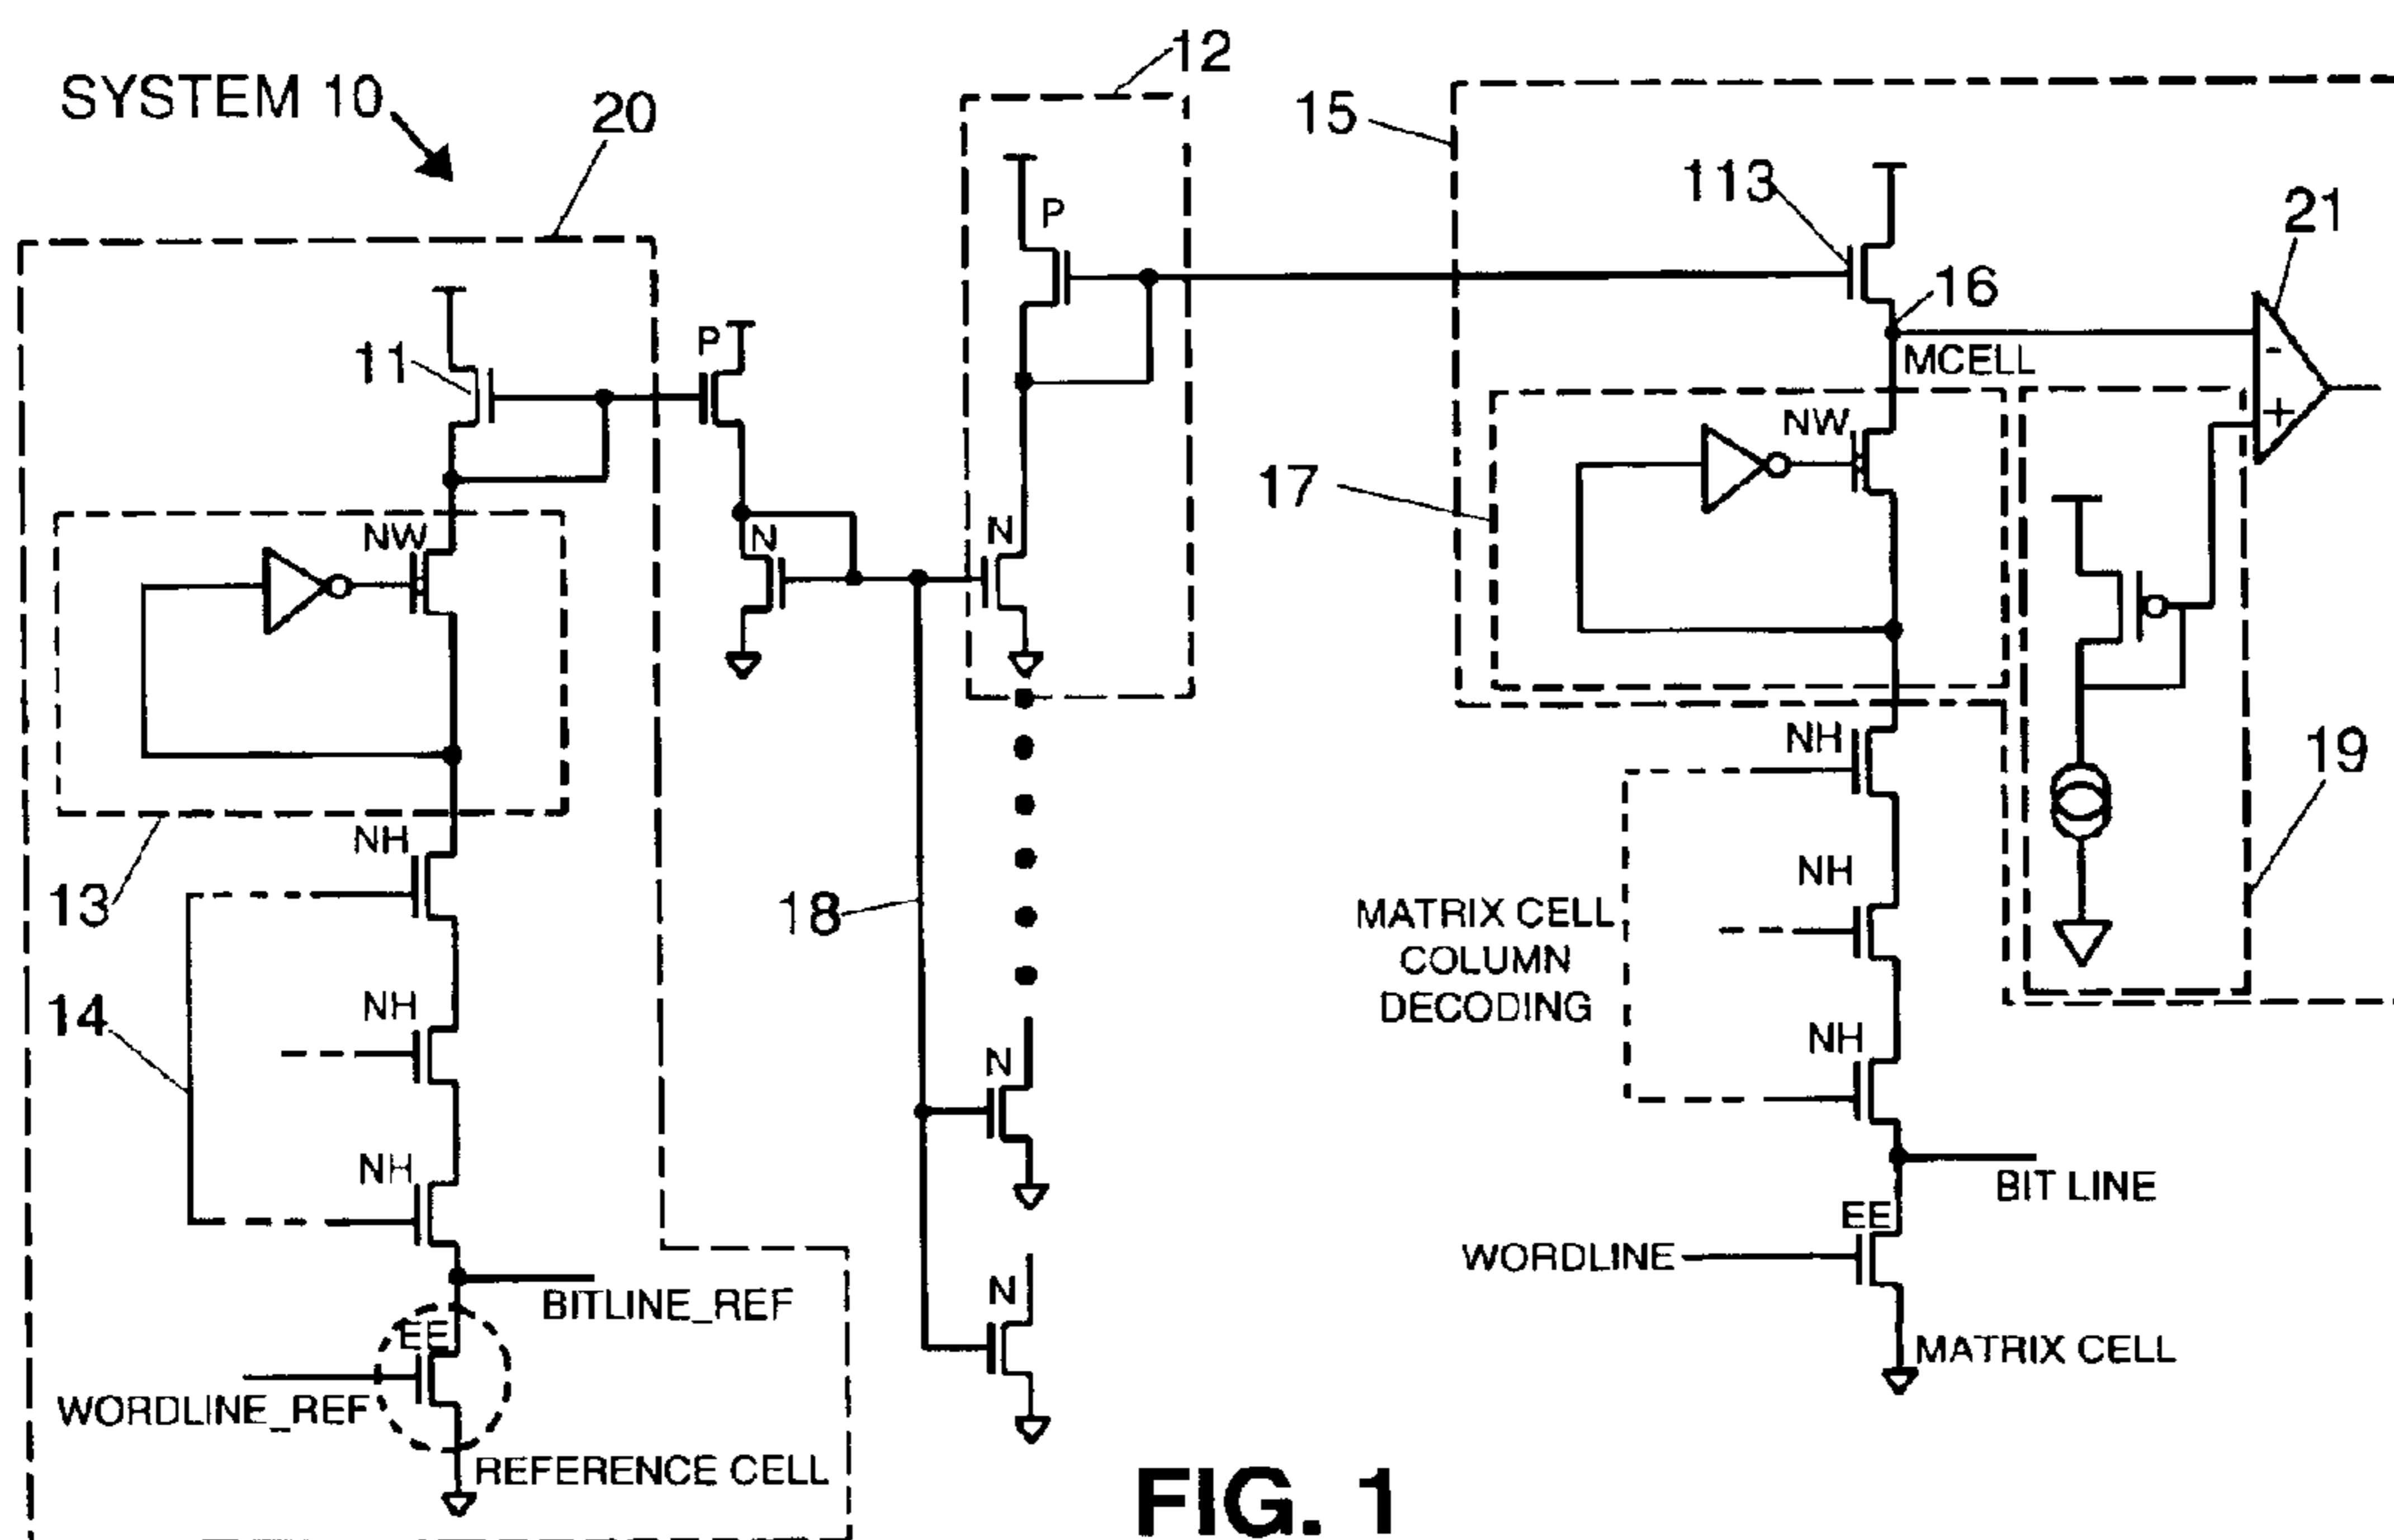 SYSTEM 10
20
12
15
113
21
16
P
P
11
MCELL
-
+
NW
NW
17
N
N
13
NH
NH
19
18
14
NH
NH
MATRIX CELL
COLUMN
DECODING
NH
N
NH
BIT LINE
EE
WORDLINE
BITLINE_REF
N
EE
WORDLINE_REF
MATRIX CELL
REFERENCE CELL
FIG. 1